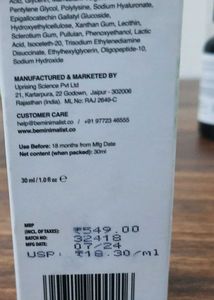 Acid, Glycerin,
Pentylene Glycol, Polylysine, Sodium Hyaluronate,
Epigallocatechin Gallatyl Glucoside,
Hydroxyethylcellulose, Xanthan Gum, Lecithin,
Sclerotium Gum, Pullulan, Phenoxyethanol, Lactic
Acid, Isoceteth-20, Trisodium Ethylenediamine
Disuccinate, Ethylhexylglycerin, Oligopeptide-10,
Sodium Hydroxide
MANUFACTURED & MARKETED BY
Uprising Science Pvt Ltd
21, Kartarpura, 22 Godown, Jaipur - 302006
Rajasthan (India). ML No: RAJ 2649-C
CUSTOMER CARE
help@beminimalist.co | +91 97723 46555
www.beminimalist.co
Use Before: 18 months from Mfg Date
Net content (when packed): 30ml
30 ml / 1.0 fl oz e
MRP
(INCL. OF TAXES): ₹549.00
BATCH NO: 32418
MFG DATE: 07/24
USP: ₹18.30/ml